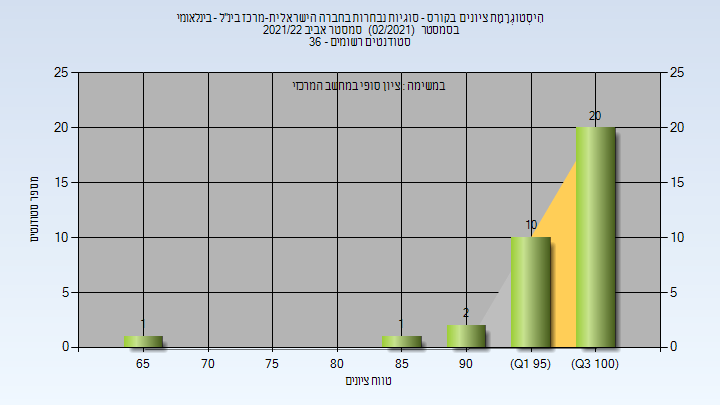 היסטוגרמת ציונים בקורס - סוגיות נבחרות בחברה הישראלית-מרכז בינ"ל - בינלאומי
בסמסטר (02/2021) סמסטר אביב 2021/22
סטודנטים רשומים - 36
במשימה : ציון סופי במחשב המרכזי
25 25
20 20
15 15
10 10
5 5
0 0
1 1 2 10 20
65 70 75 80 85 90 (Q1 95) (Q3 100)
טווח ציונים
מספר סטודנטים